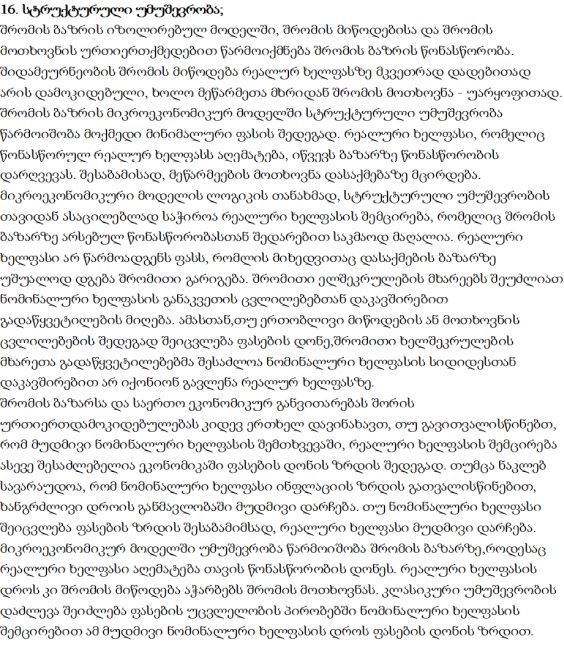 16. სტრუქტურული უმუშევრობა;
შრომის ბაზრის იზოლირებულ მოდელში, შრომის მიწოდებისა და შრომის
მოთხოვნის ურთიერთქმედებით წარმოიქმნება შრომის ბაზრის წონასწორობა.
შიდამეურნეობის შრომის მიწოდება რეალურ ხელფასზე მკვეთრად დადებითად
არის დამოკიდებული, ხოლო მეწარმეთა მხრიდან შრომის მოთხოვნა - უარყოფითად.
შრომის ბაზრის მიკროეკონომიკურ მოდელში სტრუქტურული უმუშევრობა
წარმოიშობა მოქმედი მინიმალური ფასის შედეგად. რეალური ხელფასი, რომელიც
წონასწორულ რეალურ ხელფასს აღემატება, იწვევს ბაზარზე წონასწორობის
დარღვევას. შესაბამისად, მეწარმეების მოთხოვნა დასაქმებაზე მცირდება.
მიკროეკონომიკური მოდელის ლოგიკის თანახმად, სტრუქტურული უმუშევრობის
თავიდან ასაცილებლად საჭიროა რეალური ხელფასის შემცირება, რომელიც შრომის
ბაზარზე არსებულ წონასწორობასთან შედარებით საკმაოდ მაღალია. რეალური
ხელფასი არ წარმოადგენს ფასს, რომლის მიხედვითაც დასაქმების ბაზარზე
უშუალოდ დგება შრომითი გარიგება. შრომითი ელშეკრულების მხარეებს შეუძლიათ
ნომინალური ხელფასის განაკვეთის ცვლილებებთან დაკავშირებით
გადაწყვეტილების მიღება. ამასთან,თუ ერთობლივი მიწოდების ან მოთხოვნის
ცვლილებების შედეგად შეიცვლება ფასების დონე,შრომითი ხელშეკრულების
მხარეთა გადაწყვეტილებებმა შესაძლოა ნომინალური ხელფასის სიდიდესთან
დაკავშირებით არ იქონიონ გავლენა რეალურ ხელფასზე.
შრომის ბაზარსა და საერთო ეკონომიკურ განვითარებას შორის
ურთიერთდამოკიდებულებას კიდევ ერთხელ დავინახავთ, თუ გავითვალისწინებთ,
რომ მუდმივი ნომინალური ხელფასის შემთხვევაში, რეალური ხელფასის შემცირება
ასევე შესაძლებელია ეკონომიკაში ფასების დონის ზრდის შედეგად. თუმცა ნაკლებ
სავარაუდოა, რომ ნომინალური ხელფასი ინფლაციის ზრდის გათვალისწინებით,
ხანგრძლივი დროის განმავლობაში მუდმივი დარჩება. თუ ნომინალური ხელფასი
შეიცვლება ფასების ზრდის შესაბამიმსად, რეალური ხელფასი მუდმივი დარჩება.
მიკროეკონომიკურ მოდელში უმუშევრობა წარმოიშობა შრომის ბაზარზე,როდესაც
რეალური ხელფასი აღემატება თავის წონასწორობის დონეს. რეალური ხელფასის
დროს კი შრომის მიწოდება აჭარბებს შრომის მოთხოვნას. კლასიკური უმუშევრობის
დაძლევა შეიძლება ფასების უცვლელობის პირობებში ნომინალური ხელფასის
შემცირებით ამ მუდმივი ნომინალური ხელფასის დროს ფასების დონის ზრდით.